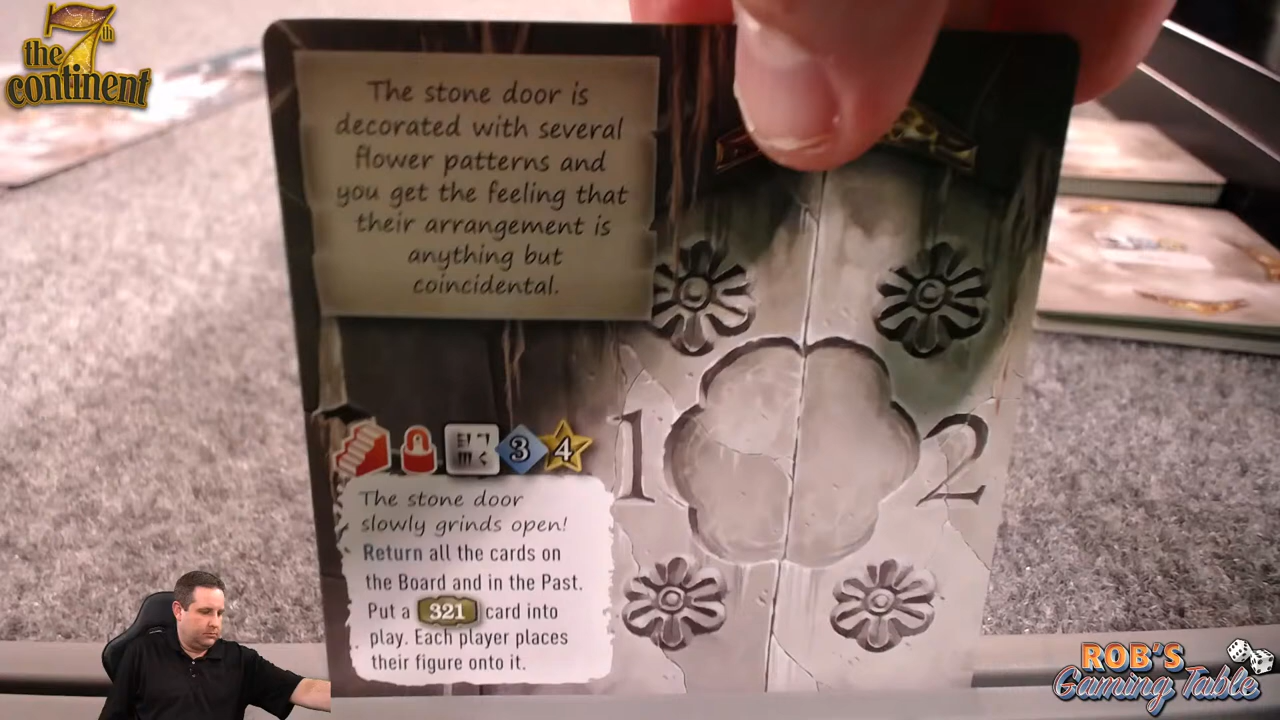 the 7th continent
The stone door is
decorated with several
flower patterns and
you get the feeling that
their arrangement is
anything but
coincidental.
3 4
The stone door
slowly grinds open!
Return all the cards on
the Board and in the Past.
Put a 321 card into
play. Each player places
their figure onto it.
1 2
ROB'S
Gaming Table